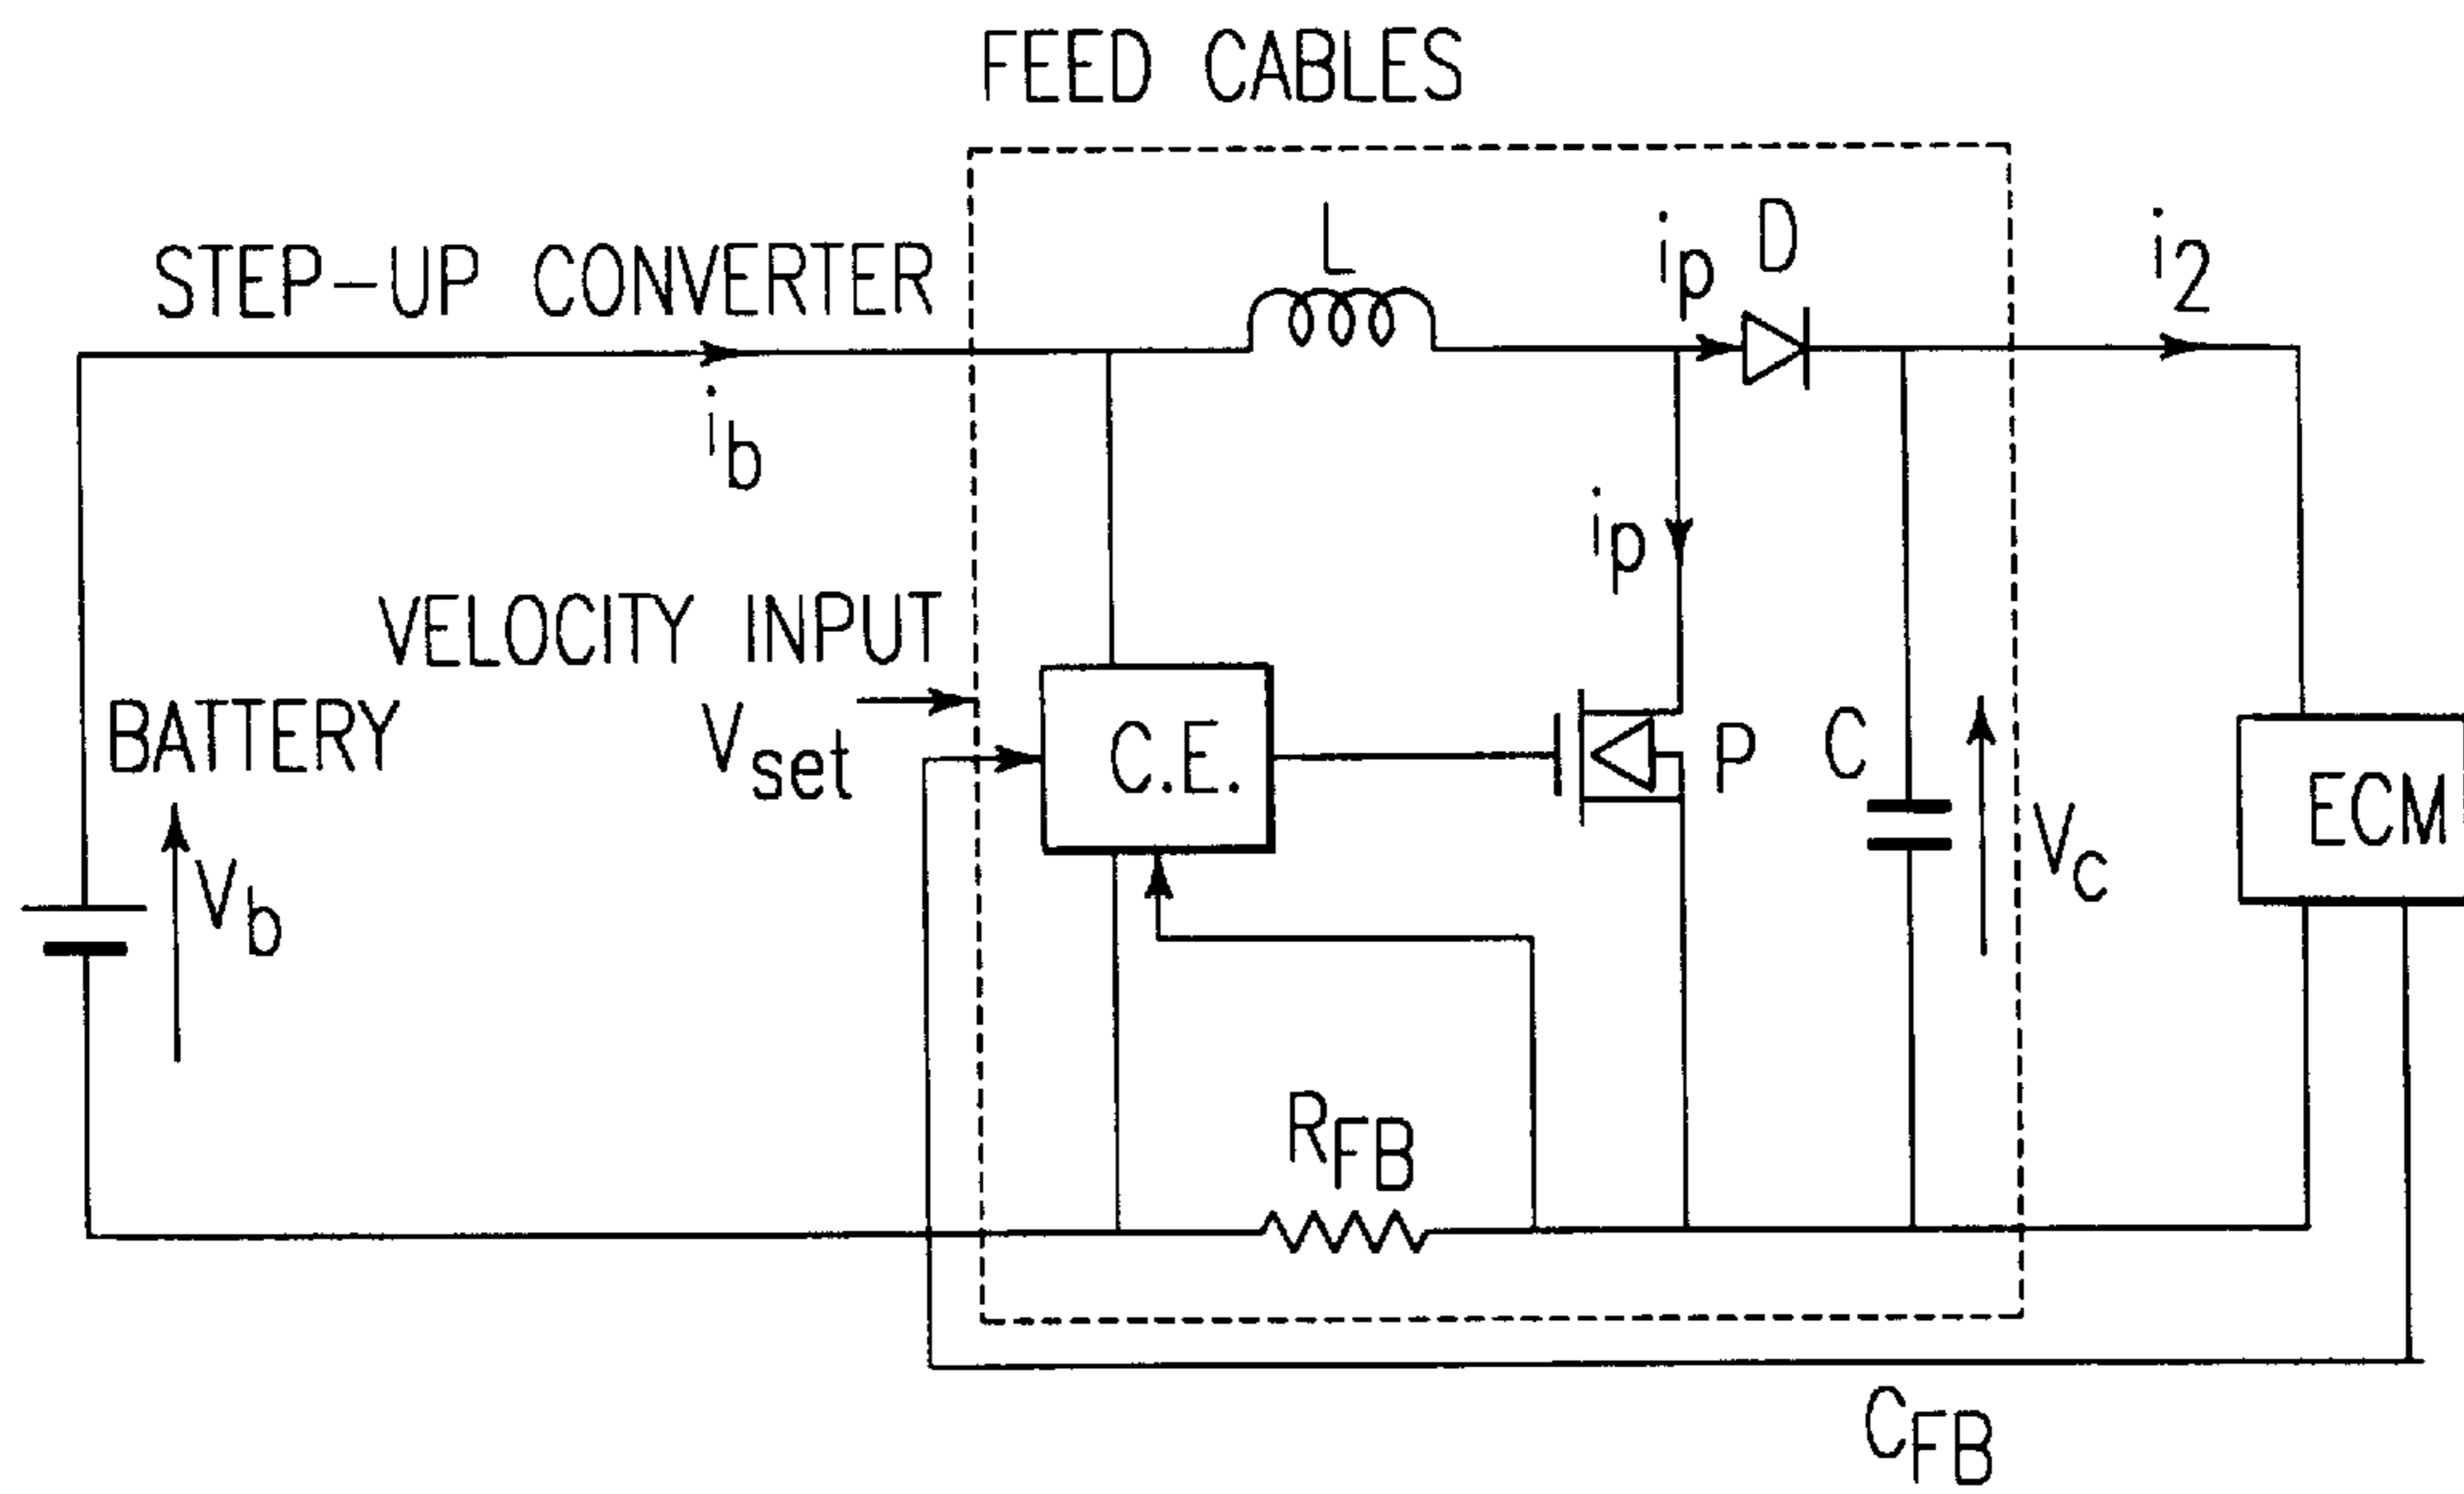 FEED CABLES
STEP-UP CONVERTER
L
ip
D
i2
ib
ip
VELOCITY INPUT
Vset
BATTERY
Vb
C.E.
P
C
Vc
ECM
RFB
CFB